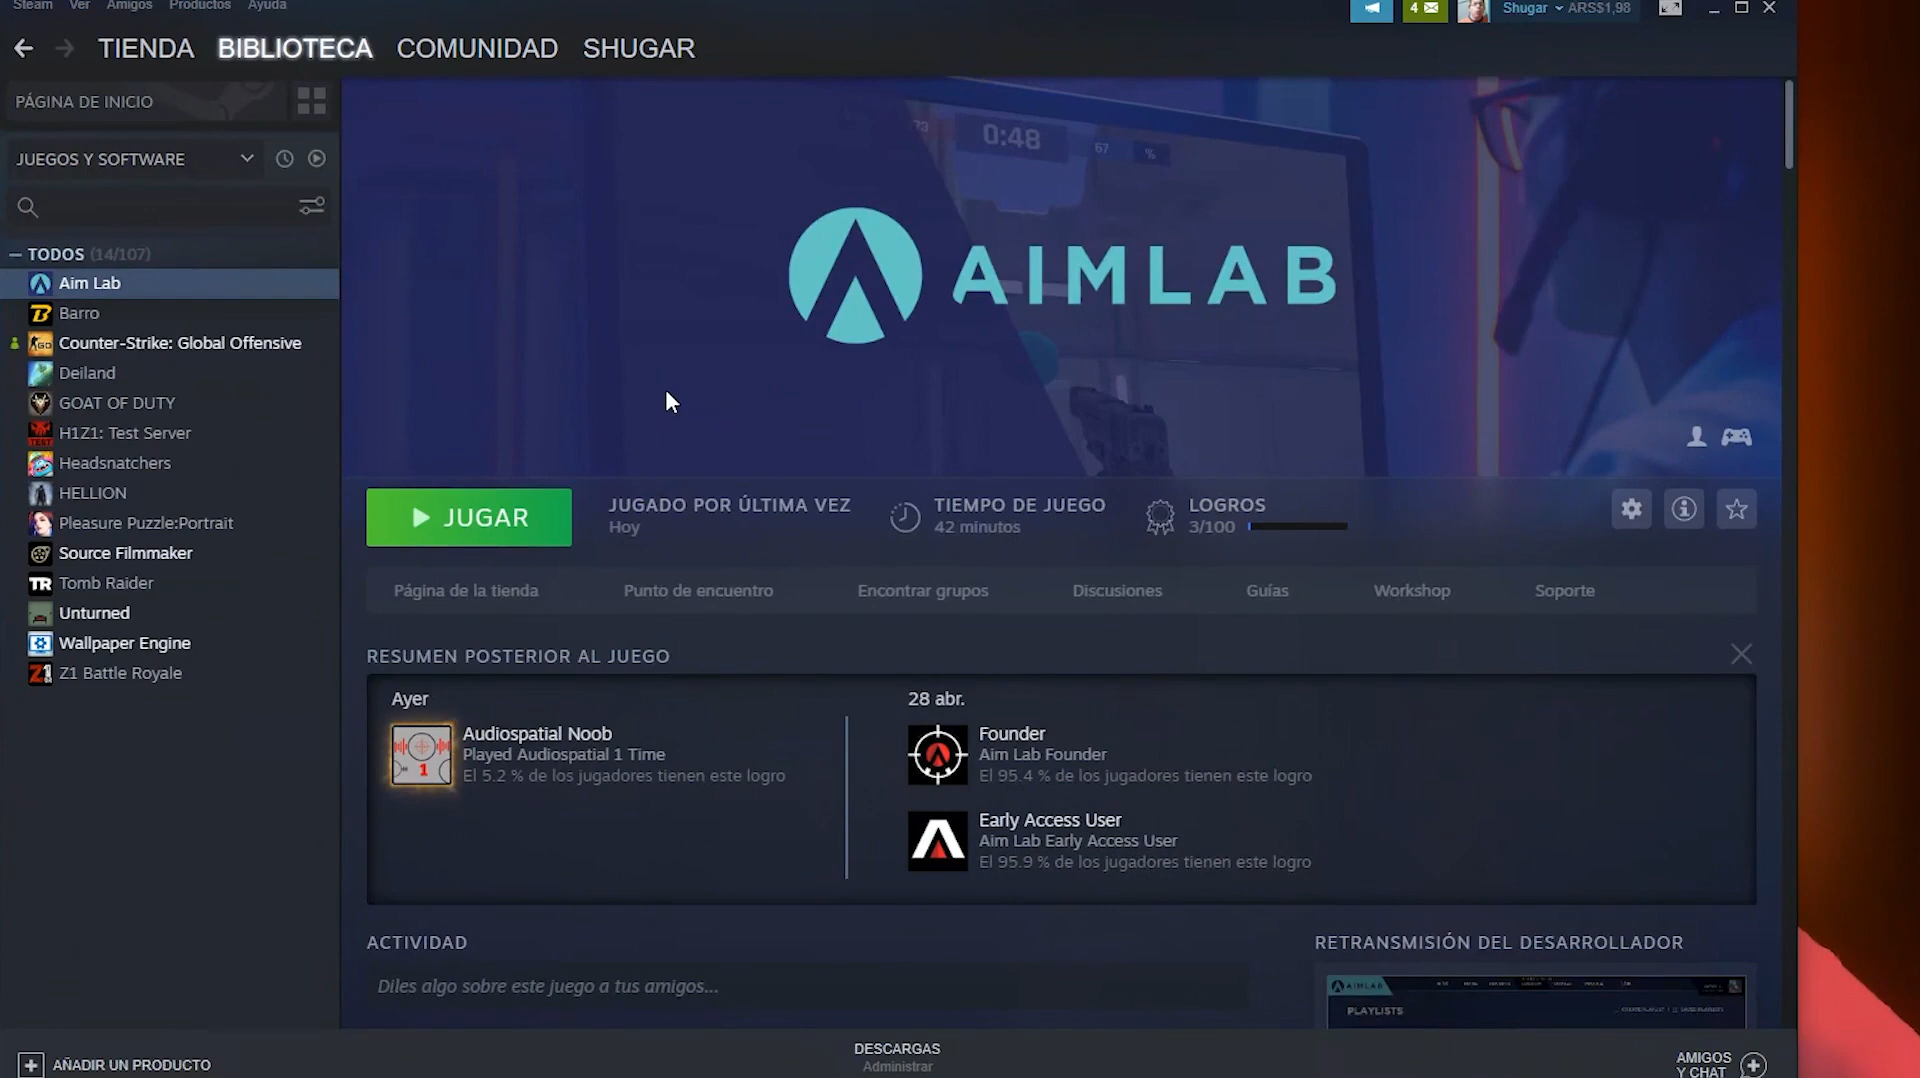 Steam Ver Amigos Productos Ayuda
4
Shugar ARS$1,98
TIENDA BIBLIOTECA COMUNIDAD SHUGAR
PÁGINA DE INICIO
JUEGOS Y SOFTWARE
— TODOS (14/107)
Aim Lab
Barro
Counter-Strike: Global Offensive
Deiland
GOAT OF DUTY
H1Z1: Test Server
Headsnatchers
HELLION
Pleasure Puzzle:Portrait
Source Filmmaker
Tomb Raider
Unturned
Wallpaper Engine
Z1 Battle Royale
73 0:48 67 %
AIMLAB
JUGAR
JUGADO POR ÚLTIMA VEZ
Hoy
TIEMPO DE JUEGO
42 minutos
LOGROS
3/100
Página de la tienda Punto de encuentro Encontrar grupos Discusiones Guías Workshop Soporte
RESUMEN POSTERIOR AL JUEGO
Ayer
1
Audiospatial Noob
Played Audiospatial 1 Time
El 5.2 % de los jugadores tienen este logro
28 abr.
Founder
Aim Lab Founder
El 95.4 % de los jugadores tienen este logro
Early Access User
Aim Lab Early Access User
El 95.9 % de los jugadores tienen este logro
ACTIVIDAD
Diles algo sobre este juego a tus amigos...
RETRANSMISIÓN DEL DESARROLLADOR
AIMLAB
PLAYLISTS
AÑADIR UN PRODUCTO
DESCARGAS
Administrar
AMIGOS
Y CHAT